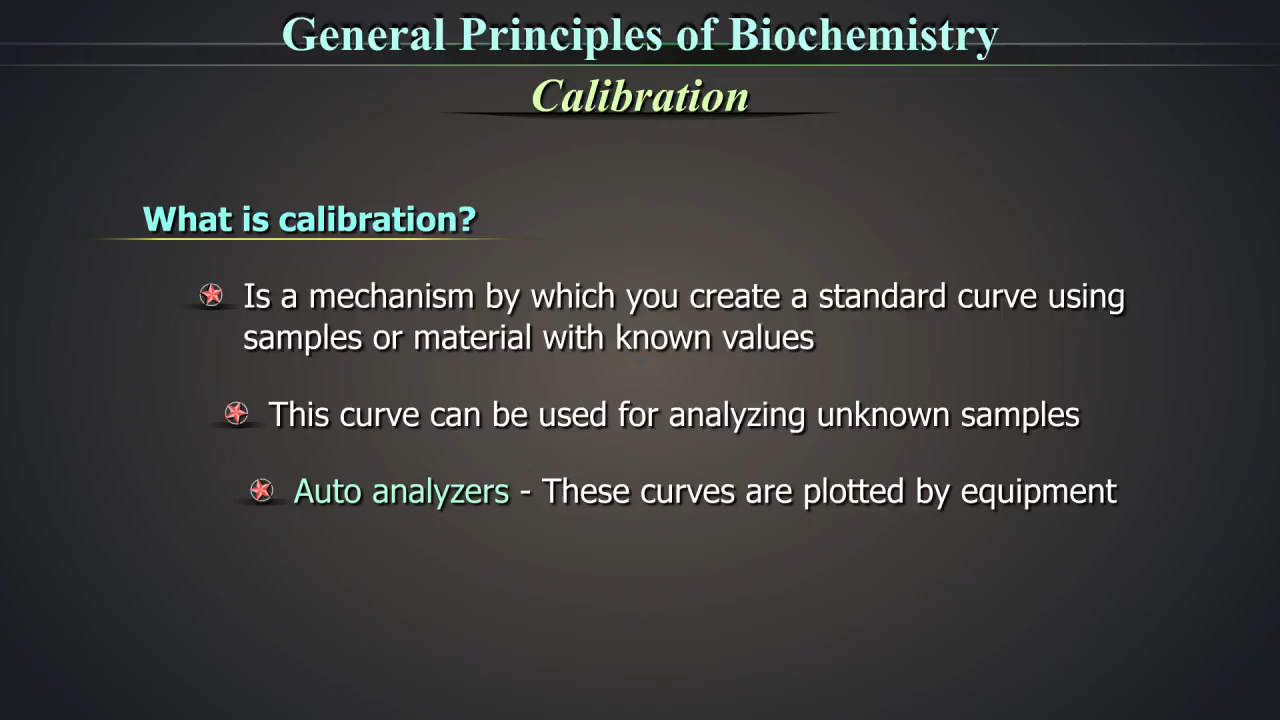 General Principles of Biochemistry
Calibration
What is calibration?
Is a mechanism by which you create a standard curve using
samples or material with known values
This curve can be used for analyzing unknown samples
Auto analyzers - These curves are plotted by equipment